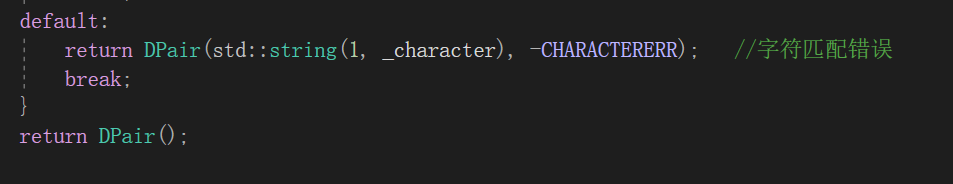 default:
    return DPair(std::string(1, _character), -CHARACTERERR);   //字符匹配错误
    break;
}
return DPair();